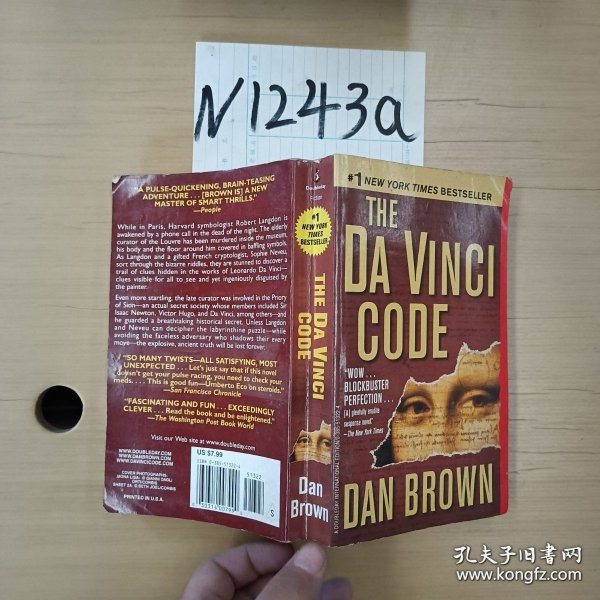 N1243a
"A PULSE-QUICKENING, BRAIN-TEASING
ADVENTURE . . . [BROWN IS] A NEW
MASTER OF SMART THRILLS."
—People
While in Paris, Harvard symbologist Robert Langdon is
awakened by a phone call in the dead of the night. The elderly
curator of the Louvre has been murdered inside the museum,
his body and the floor around him covered in baffling symbols.
As Langdon and a gifted French cryptologist, Sophie Neveu,
sort through the bizarre riddles, they are stunned to discover a
trail of clues hidden in the works of Leonardo Da Vinci—
clues visible for all to see and yet ingeniously disguised by
the painter.
Even more startling, the late curator was involved in the Priory
of Sion—an actual secret society whose members included Sir
Isaac Newton, Victor Hugo, and Da Vinci, among others—and
he guarded a breathtaking historical secret. Unless Langdon
and Neveu can decipher the labyrinthine puzzle—while
avoiding the faceless adversary who shadows their every
move—the explosive, ancient truth will be lost forever.
"SO MANY TWISTS—ALL SATISFYING, MOST
UNEXPECTED . . . Let's just say that if this novel
doesn't get your pulse racing, you need to check your
meds. . . . This is good fun—Umberto Eco on steroids."
—San Francisco Chronicle
"FASCINATING AND FUN . . . EXCEEDINGLY
CLEVER . . . Read the book and be enlightened."
—The Washington Post Book World
Visit our Web site at www.doubleday.com
US $7.99
WWW.DOUBLEDAY.COM
WWW.DANBROWN.COM
WWW.DAVINCICODE.COM
COVER PHOTOGRAPHS:
PRINTED IN U.S.A.
51322
S
Doubleday
Fiction
#1
NEW YORK
TIMES
BESTSELLER
THE DA VINCI
CODE
Dan
Brown
#1 NEW YORK TIMES BESTSELLER
THE
DA VINCI
CODE
"WOW . . .
BLOCKBUSTER
PERFECTION . . .
[A] gleefully erudite
suspense novel."
—The New York Times
DAN BROWN
A DOUBLEDAY INTERNATIONAL EDITION
孔夫子旧书网
www.kongfz.com